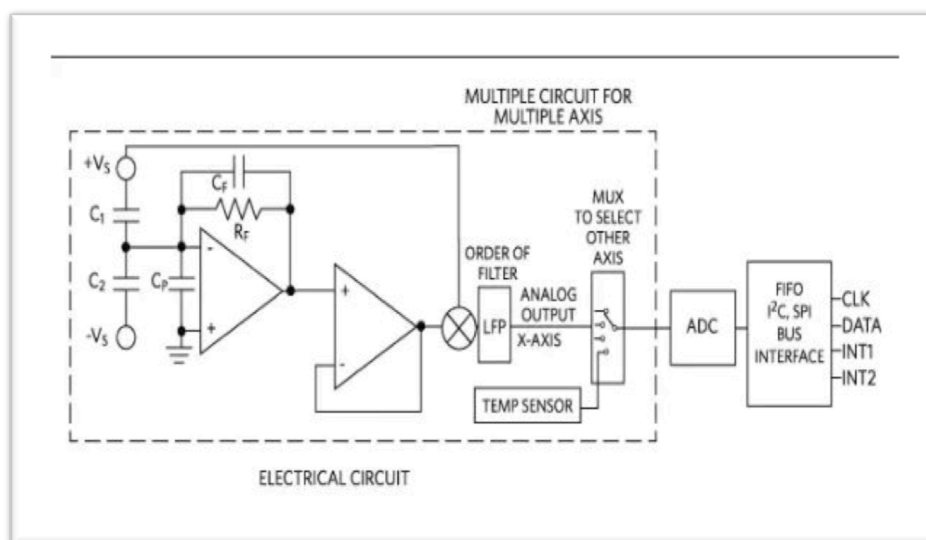 MULTIPLE CIRCUIT FOR
MULTIPLE AXIS
+Vs
C1
C2
-Vs
CF
RF
CP
-
+
+
-
ORDER OF
FILTER
LFP
ANALOG
OUTPUT
X-AXIS
MUX
TO SELECT
OTHER
AXIS
TEMP SENSOR
ADC
FIFO
I²C, SPI
BUS
INTERFACE
CLK
DATA
INT1
INT2
ELECTRICAL CIRCUIT